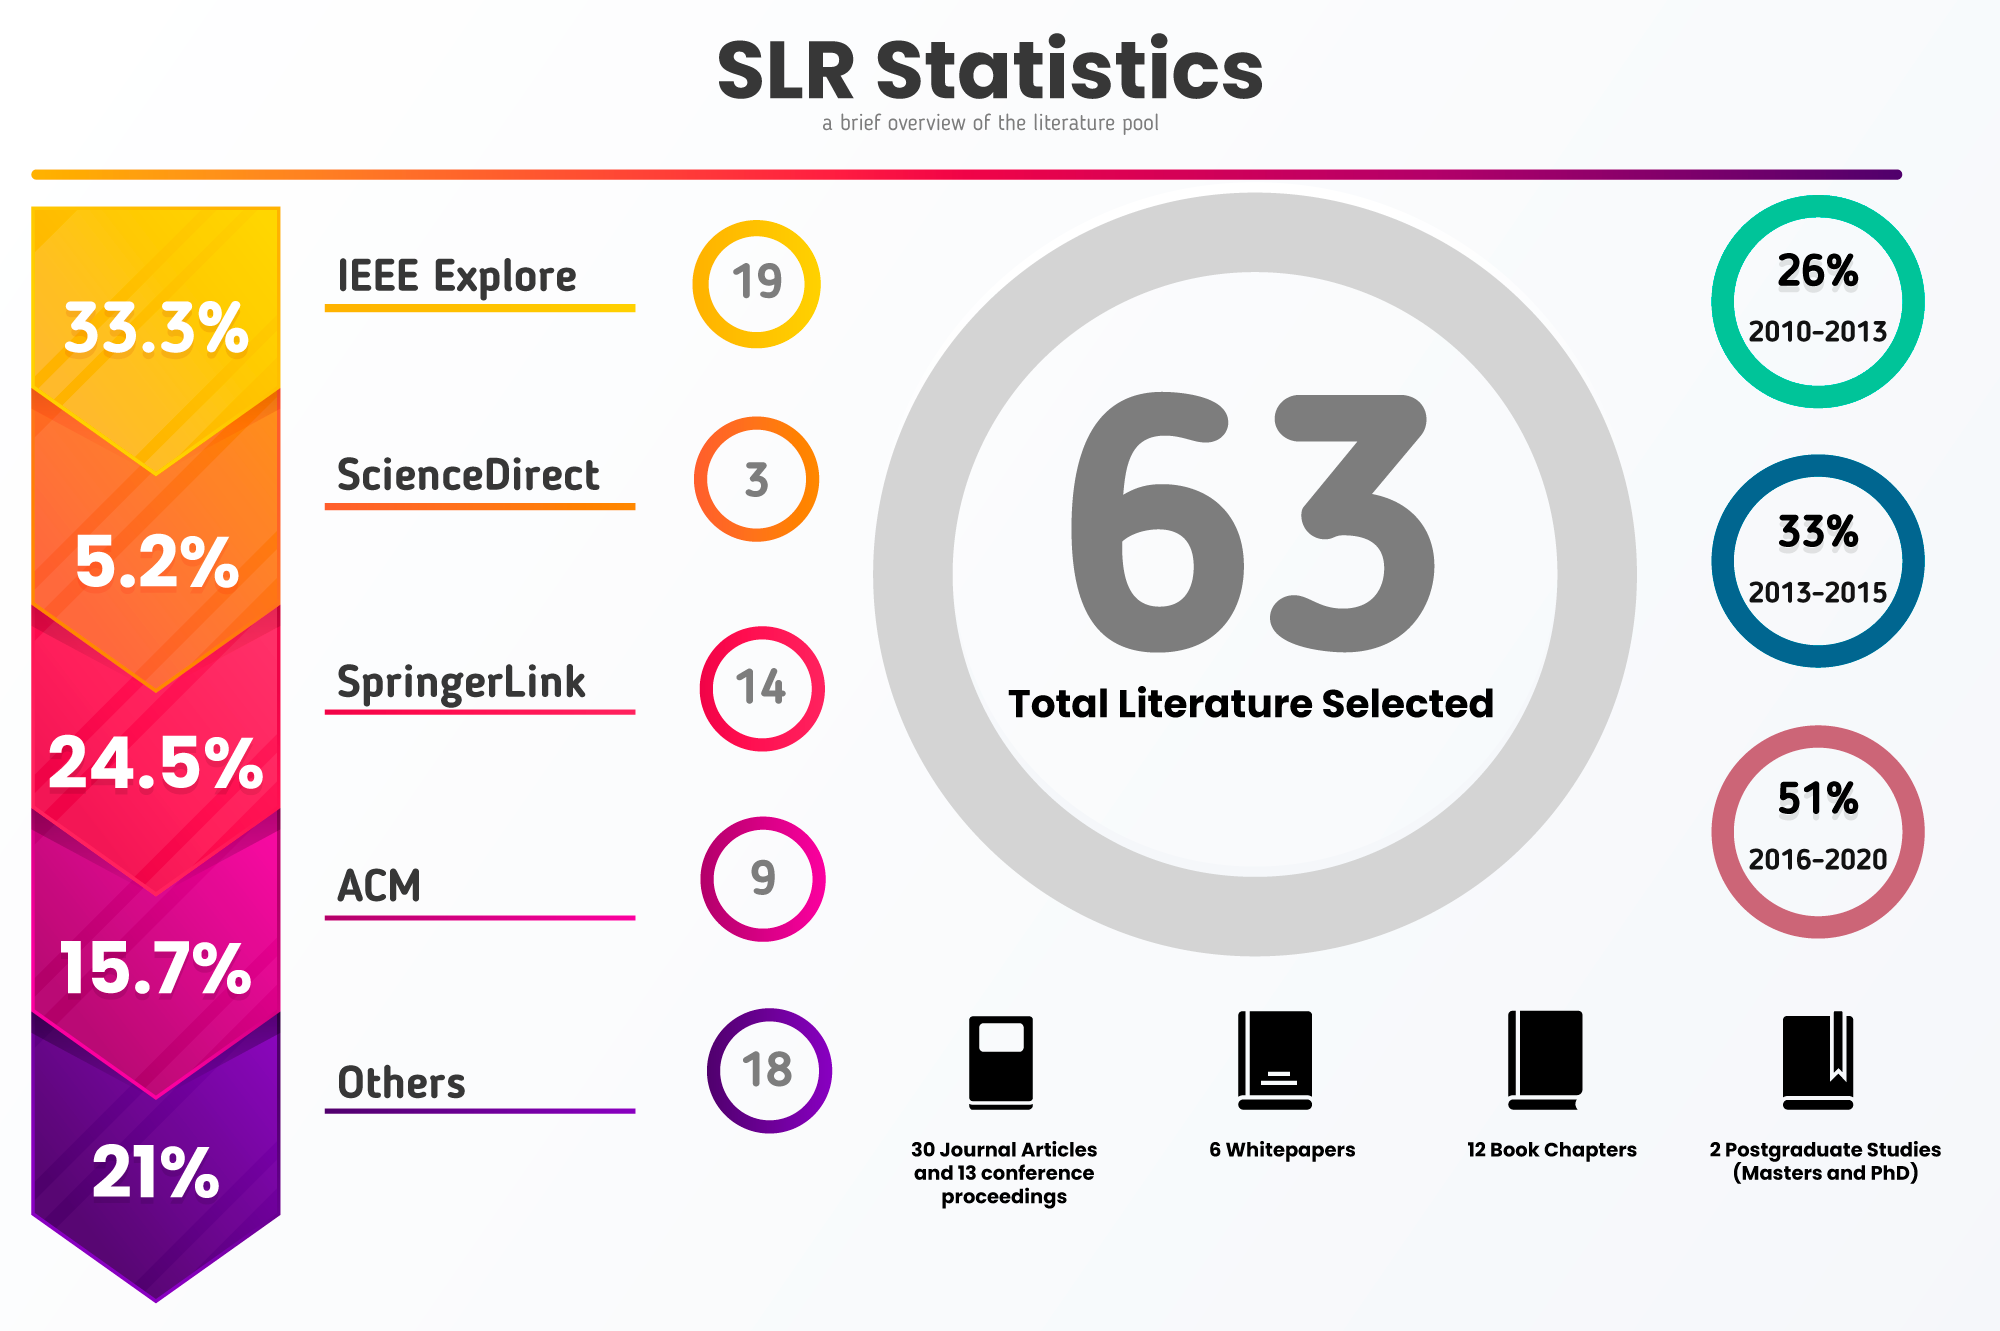 SLR Statistics
a brief overview of the literature pool
33.3%
IEEE Explore
19
5.2%
ScienceDirect
3
24.5%
SpringerLink
14
15.7%
ACM
9
21%
Others
18
63
Total Literature Selected
26%
2010-2013
33%
2013-2015
51%
2016-2020
30 Journal Articles
and 13 conference
proceedings
6 Whitepapers
12 Book Chapters
2 Postgraduate Studies
(Masters and PhD)